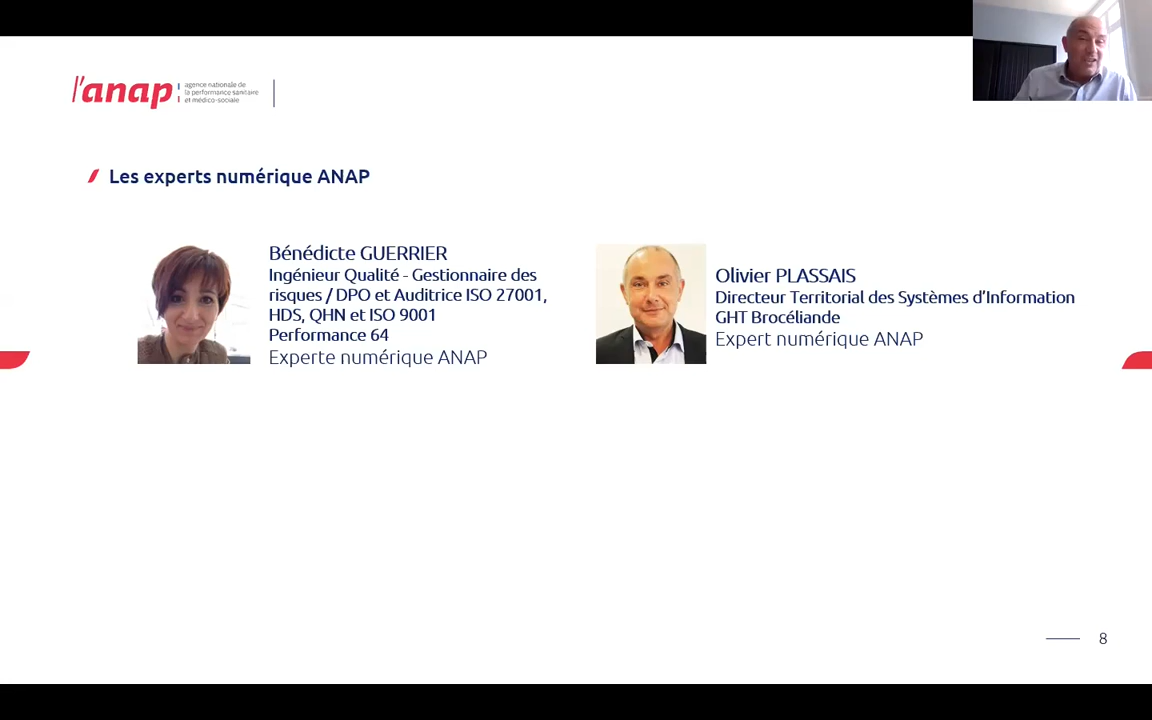 l'anap
agence nationale de
la performance sanitaire
et médico-sociale
Les experts numérique ANAP
Bénédicte GUERRIER
Ingénieur Qualité - Gestionnaire des
risques / DPO et Auditrice ISO 27001,
HDS, QHN et ISO 9001
Performance 64
Experte numérique ANAP
Olivier PLASSAIS
Directeur Territorial des Systèmes d’Information
GHT Brocéliande
Expert numérique ANAP
8